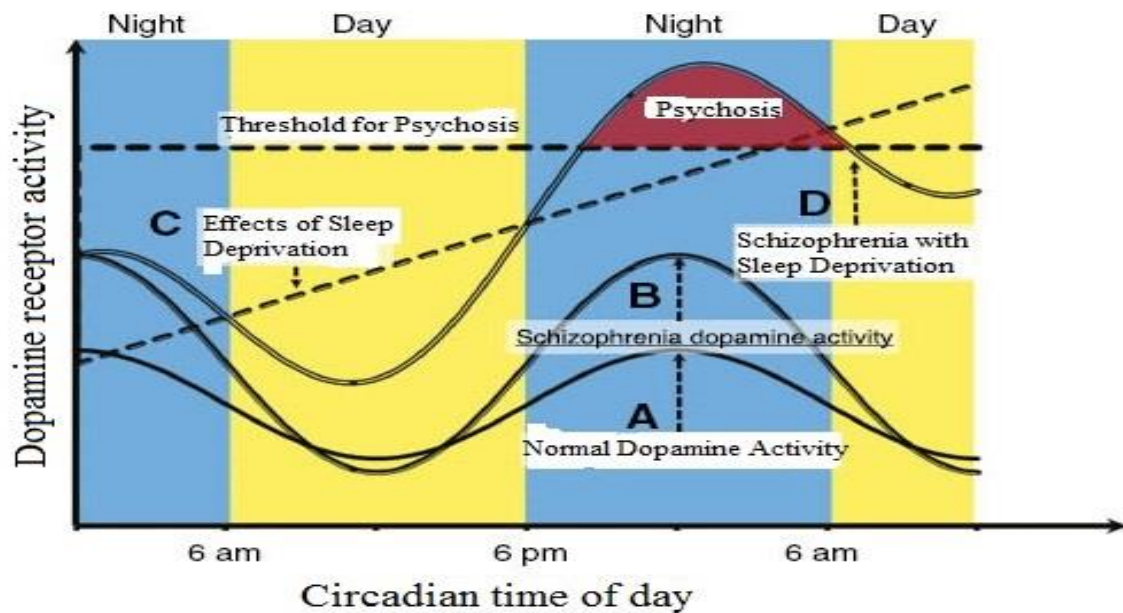 Night Day Night Day
Threshold for Psychosis
Psychosis
C
Effects of Sleep
Deprivation
D
Schizophrenia with
Sleep Deprivation
B
Schizophrenia dopamine activity
A
Normal Dopamine Activity
Dopamine receptor activity
6 am 6 pm 6 am
Circadian time of day